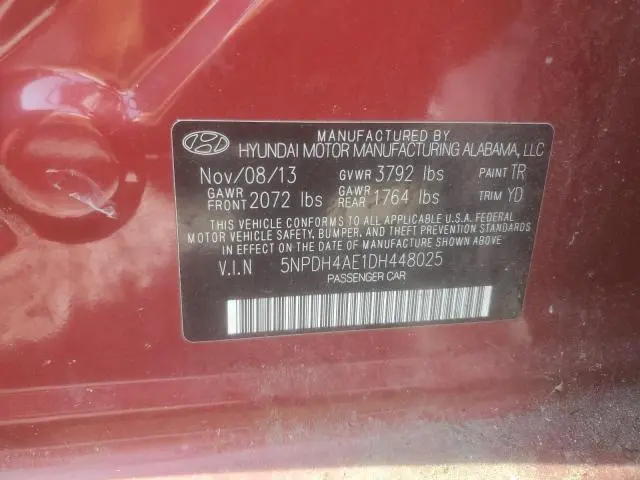 MANUFACTURED BY
HYUNDAI MOTOR MANUFACTURING ALABAMA, LLC
Nov/08/13 GVWR 3792 lbs PAINT TR
GAWR FRONT 2072 lbs GAWR REAR 1764 lbs TRIM YD
THIS VEHICLE CONFORMS TO ALL APPLICABLE U.S.A. FEDERAL
MOTOR VEHICLE SAFETY, BUMPER, AND THEFT PREVENTION STANDARDS
IN EFFECT ON THE DATE OF MANUFACTURE SHOWN ABOVE.
V.I.N 5NPDH4AE1DH448025
PASSENGER CAR